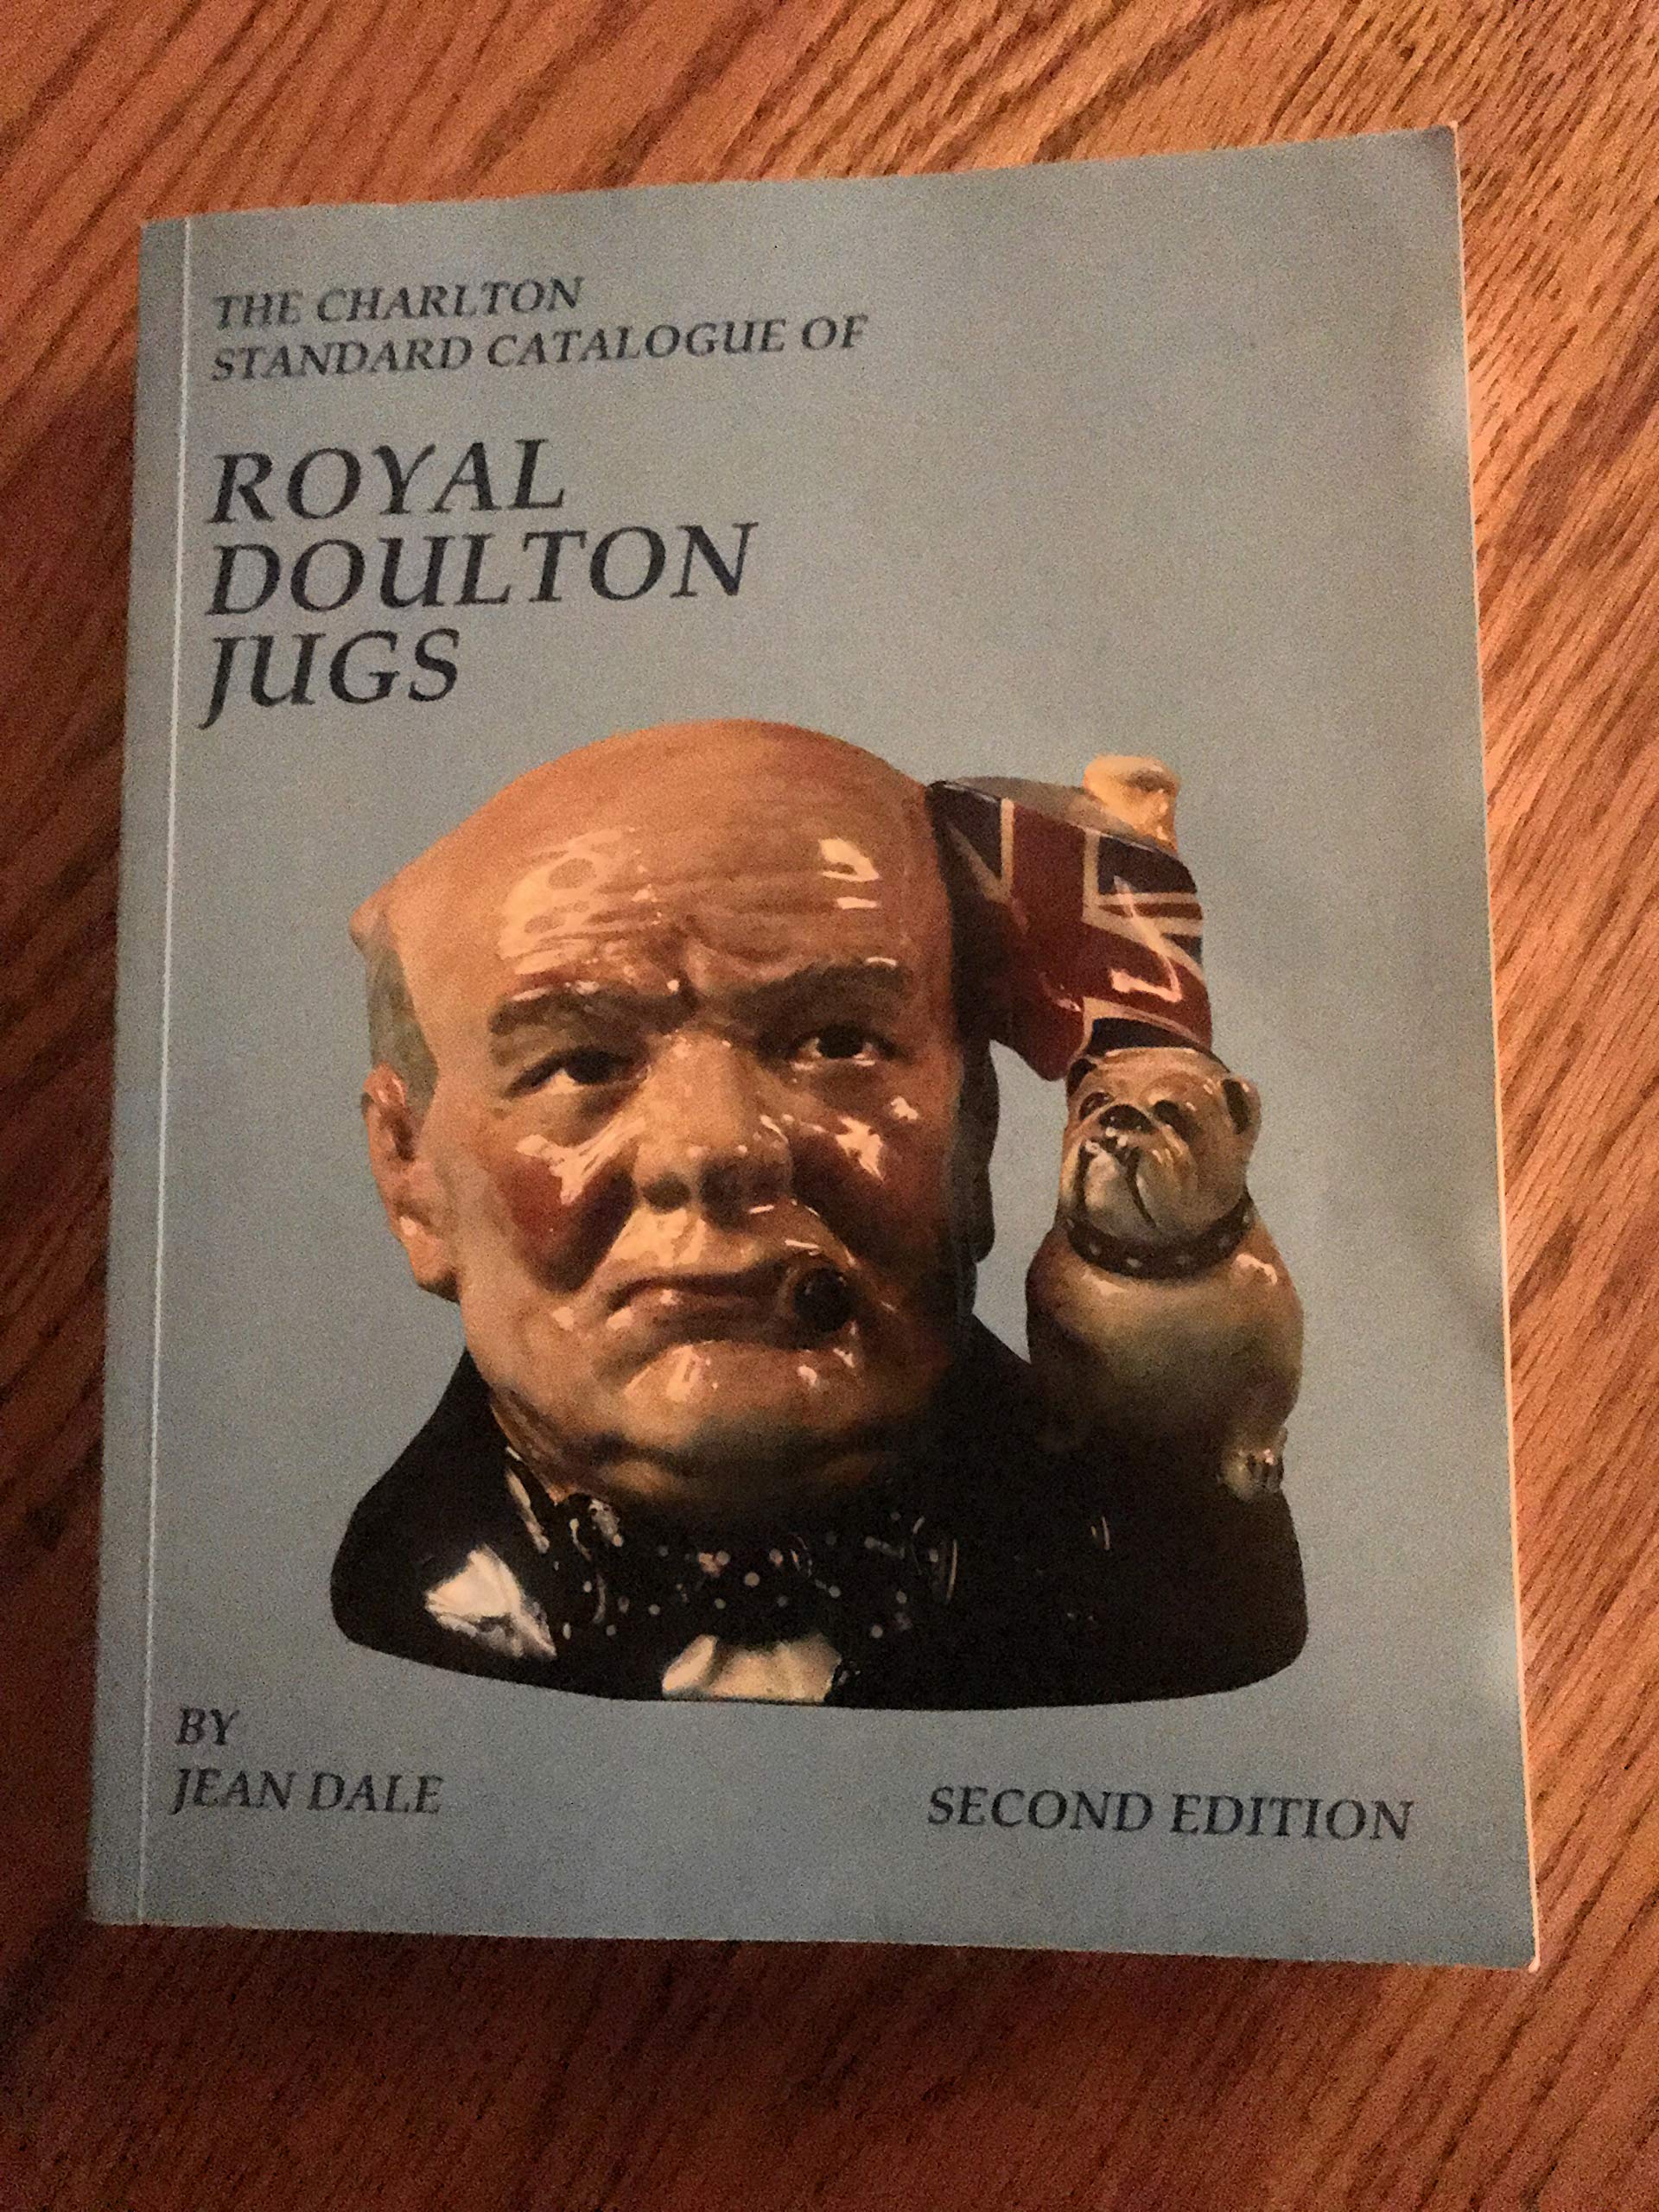 THE CHARLTON
STANDARD CATALOGUE OF
ROYAL
DOULTON
JUGS
BY
JEAN DALE
SECOND EDITION